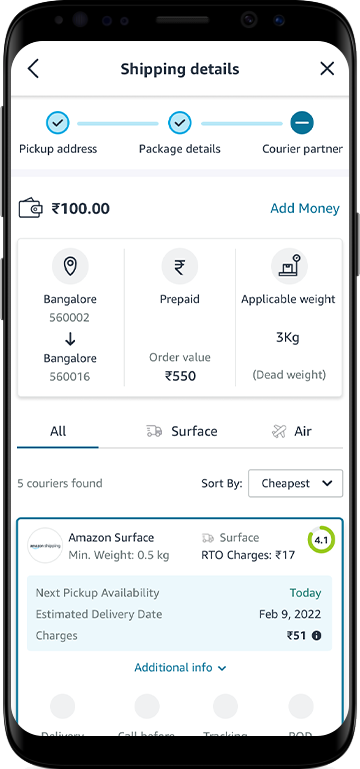 Shipping details
Pickup address
Package details
Courier partner
₹100.00
Add Money
Bangalore
560002
Bangalore
560016
₹
Prepaid
Order value
₹550
Applicable weight
3Kg
(Dead weight)
All
Surface
Air
5 couriers found
Sort By:
Cheapest
amazon shipping
Amazon Surface
Min. Weight: 0.5 kg
Surface
RTO Charges: ₹17
4.1
Next Pickup Availability
Today
Estimated Delivery Date
Feb 9, 2022
Charges
₹51
Additional info
Delivery
Call before
Tracking
POD